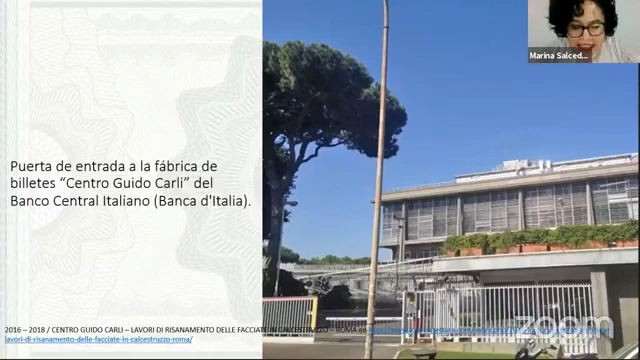 Marina Salced...
Puerta de entrada a la fábrica de
billetes “Centro Guido Carli” del
Banco Central Italiano (Banca d'Italia).
2016 – 2018 / CENTRO GUIDO CARLI – LAVORI DI RISANAMENTO DELLE FACCIATE IN CALCESTRUZZO – ROMA en
lavori-di-risanamento-delle-facciate-in-calcestruzzo-roma/
zoom